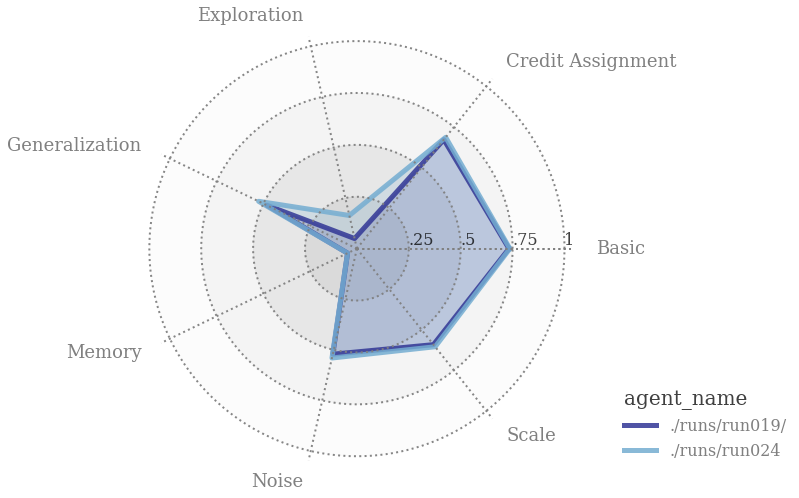 Exploration
Credit Assignment
Generalization
.25
.5
.75
1
Basic
Memory
Scale
Noise
agent_name
./runs/run019/
./runs/run024